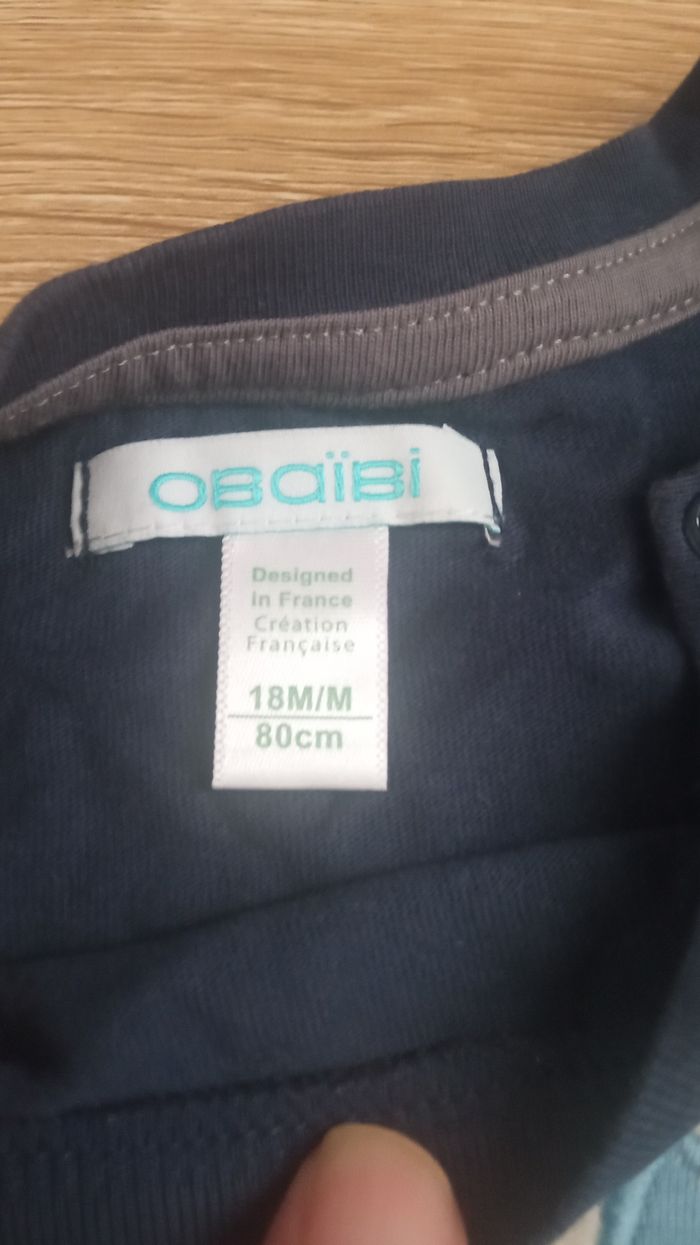 OBaïBi
Designed
in France
Création
Française
18M/M
80cm